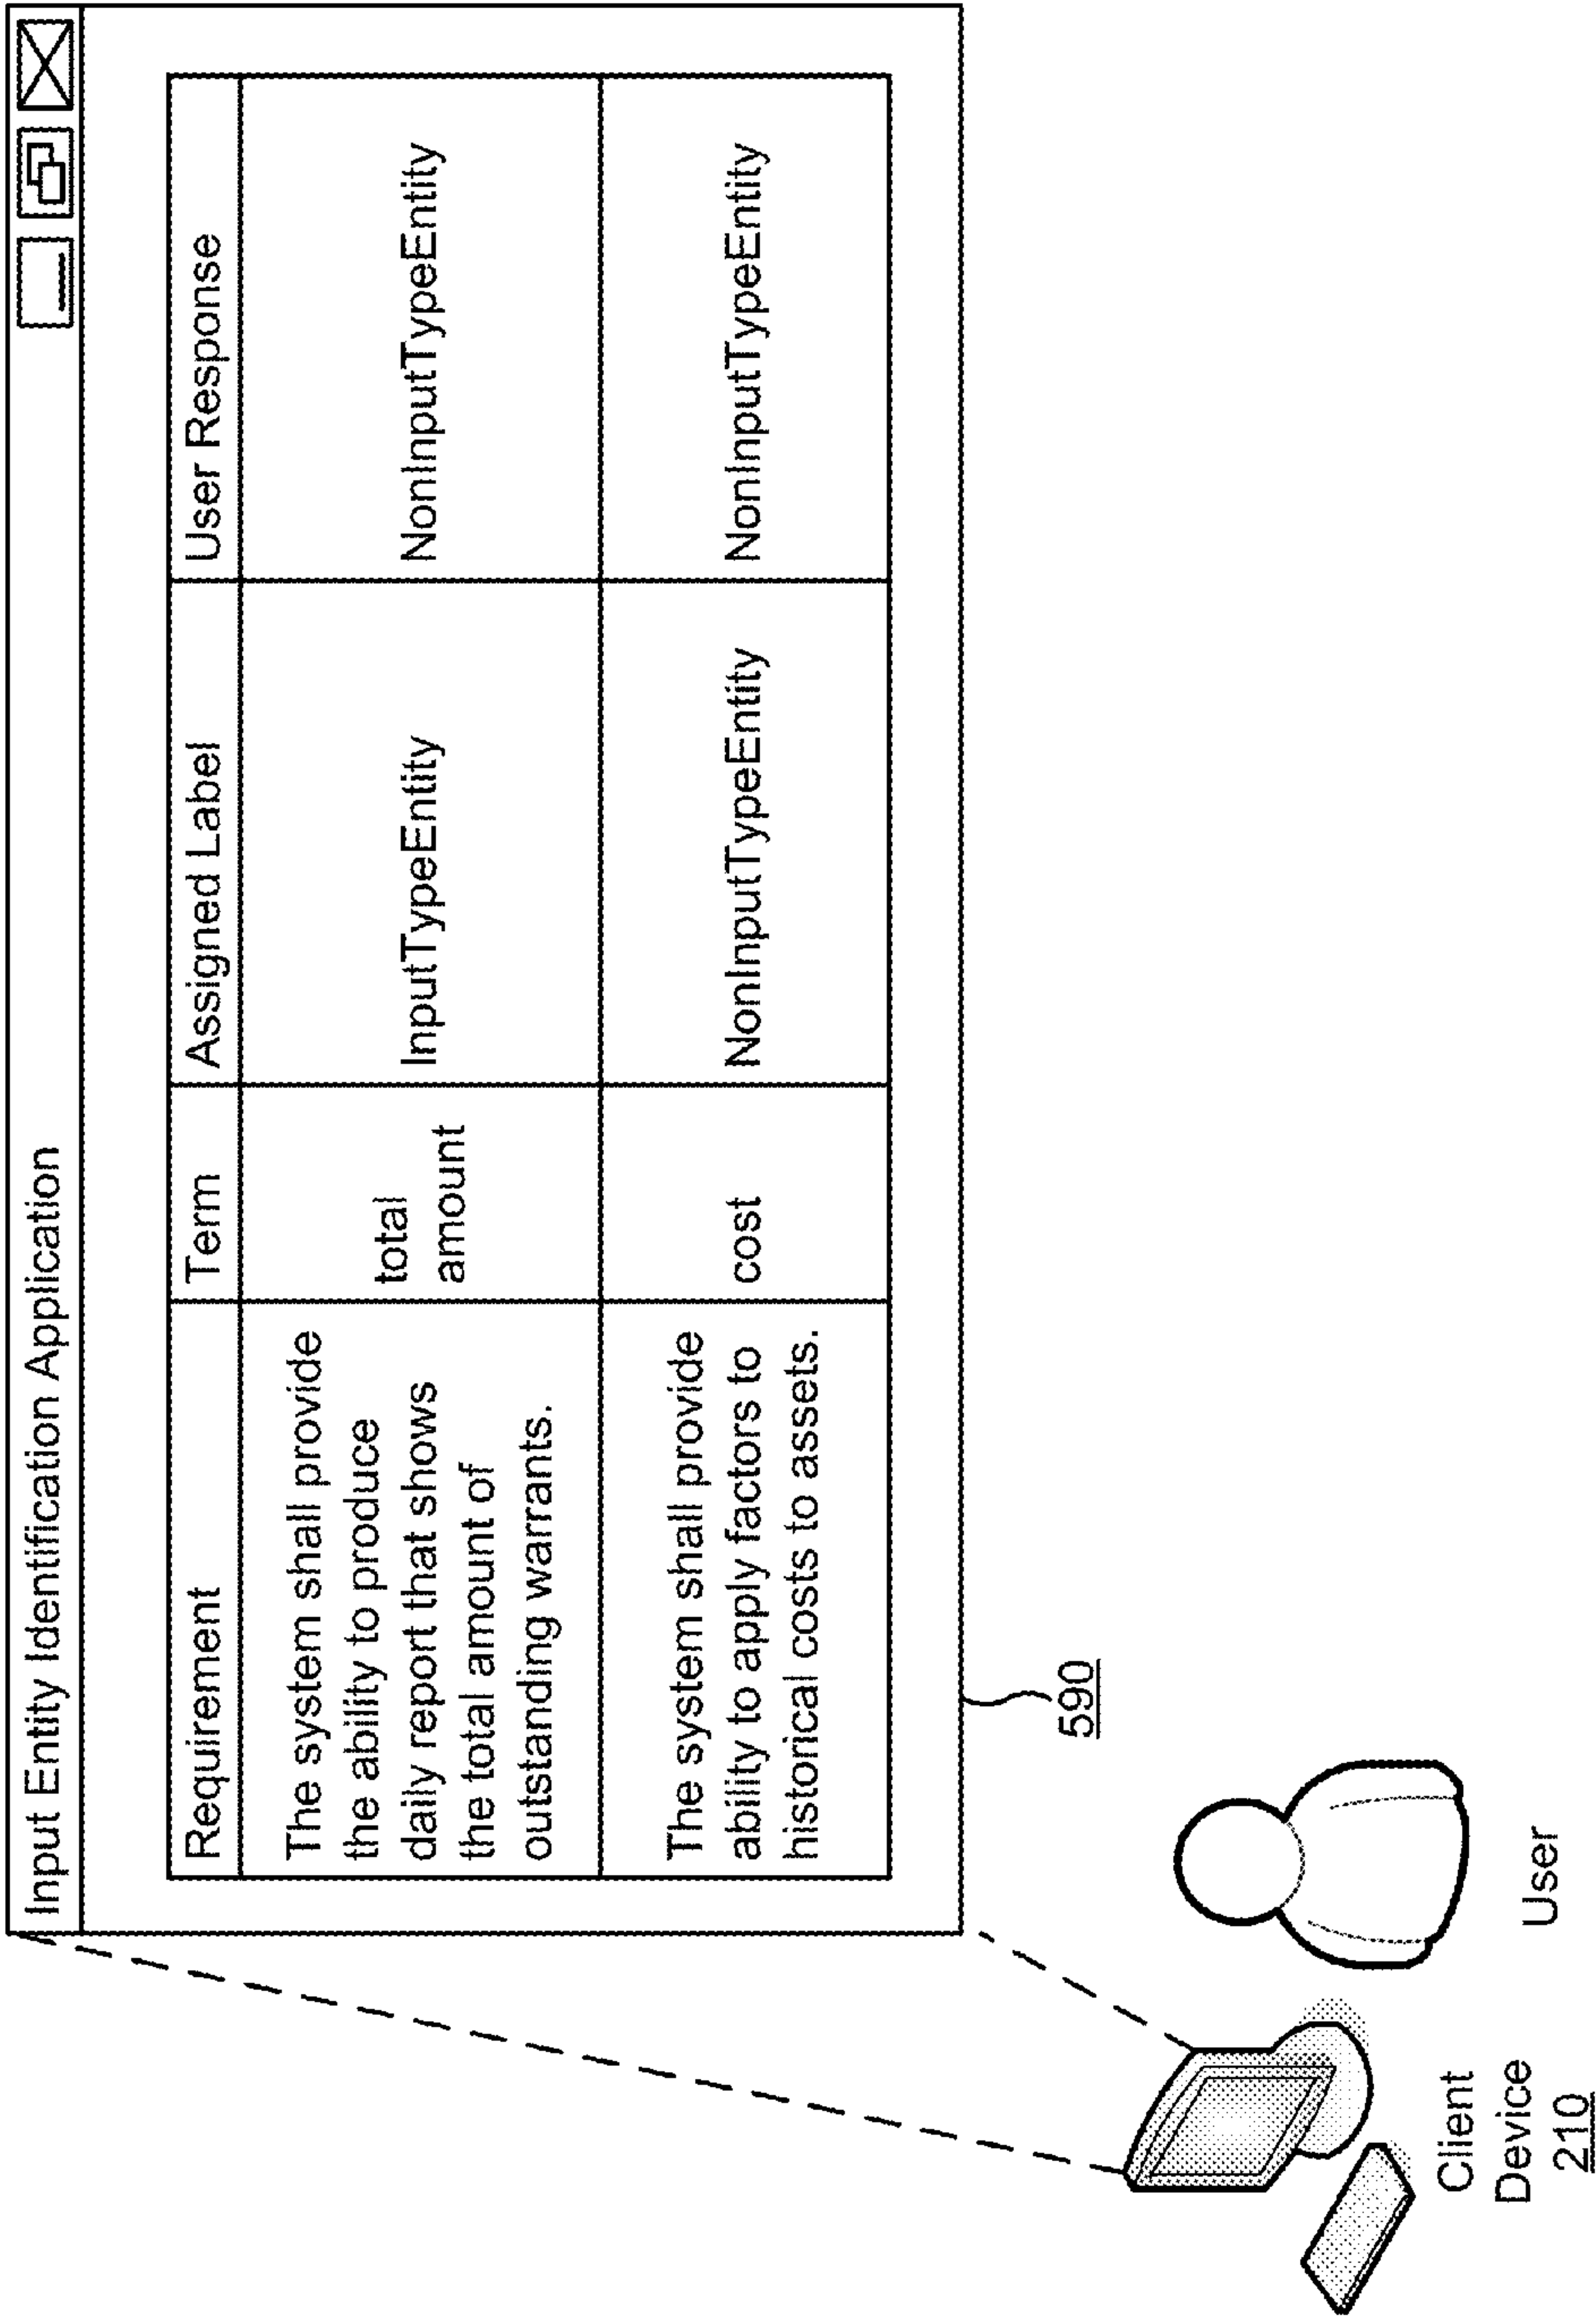 Input Entity Identification Application
Requirement
Term
Assigned Label
User Response
The system shall provide
the ability to produce
daily report that shows
the total amount of
outstanding warrants.
total
amount
InputTypeEntity
NonInputTypeEntity
The system shall provide
ability to apply factors to
historical costs to assets.
cost
NonInputTypeEntity
NonInputTypeEntity
590
Client
Device
210
User